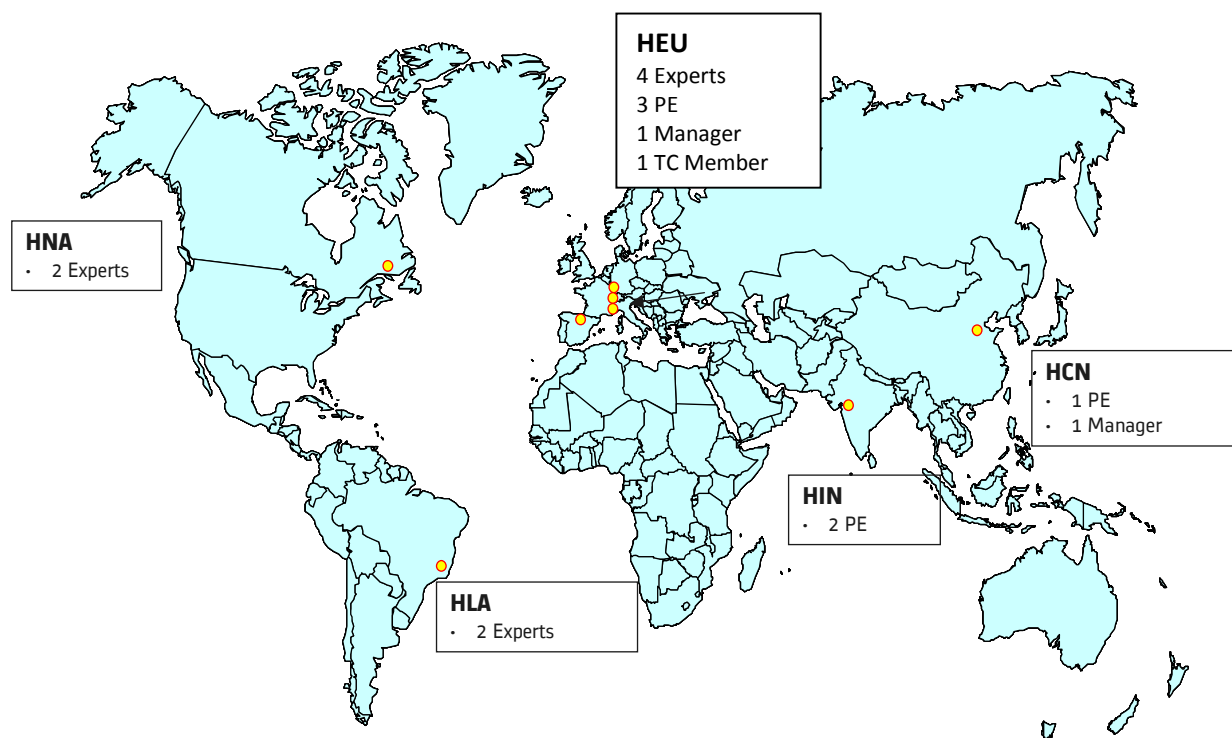 HEU
4 Experts
3 PE
1 Manager
1 TC Member
HNA
· 2 Experts
HCN
· 1 PE
· 1 Manager
HIN
· 2 PE
HLA
· 2 Experts